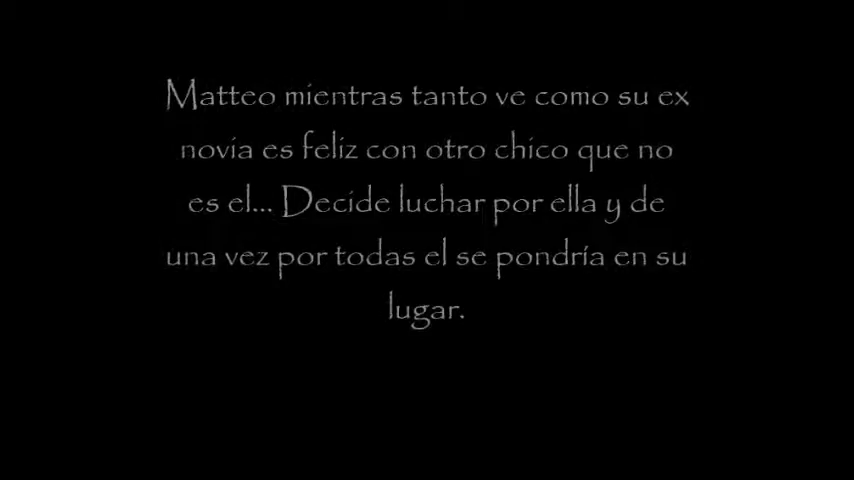 Matteo mientras tanto ve como su ex
novia es feliz con otro chico que no
es el... Decide luchar por ella y de
una vez por todas el se pondría en su
lugar.